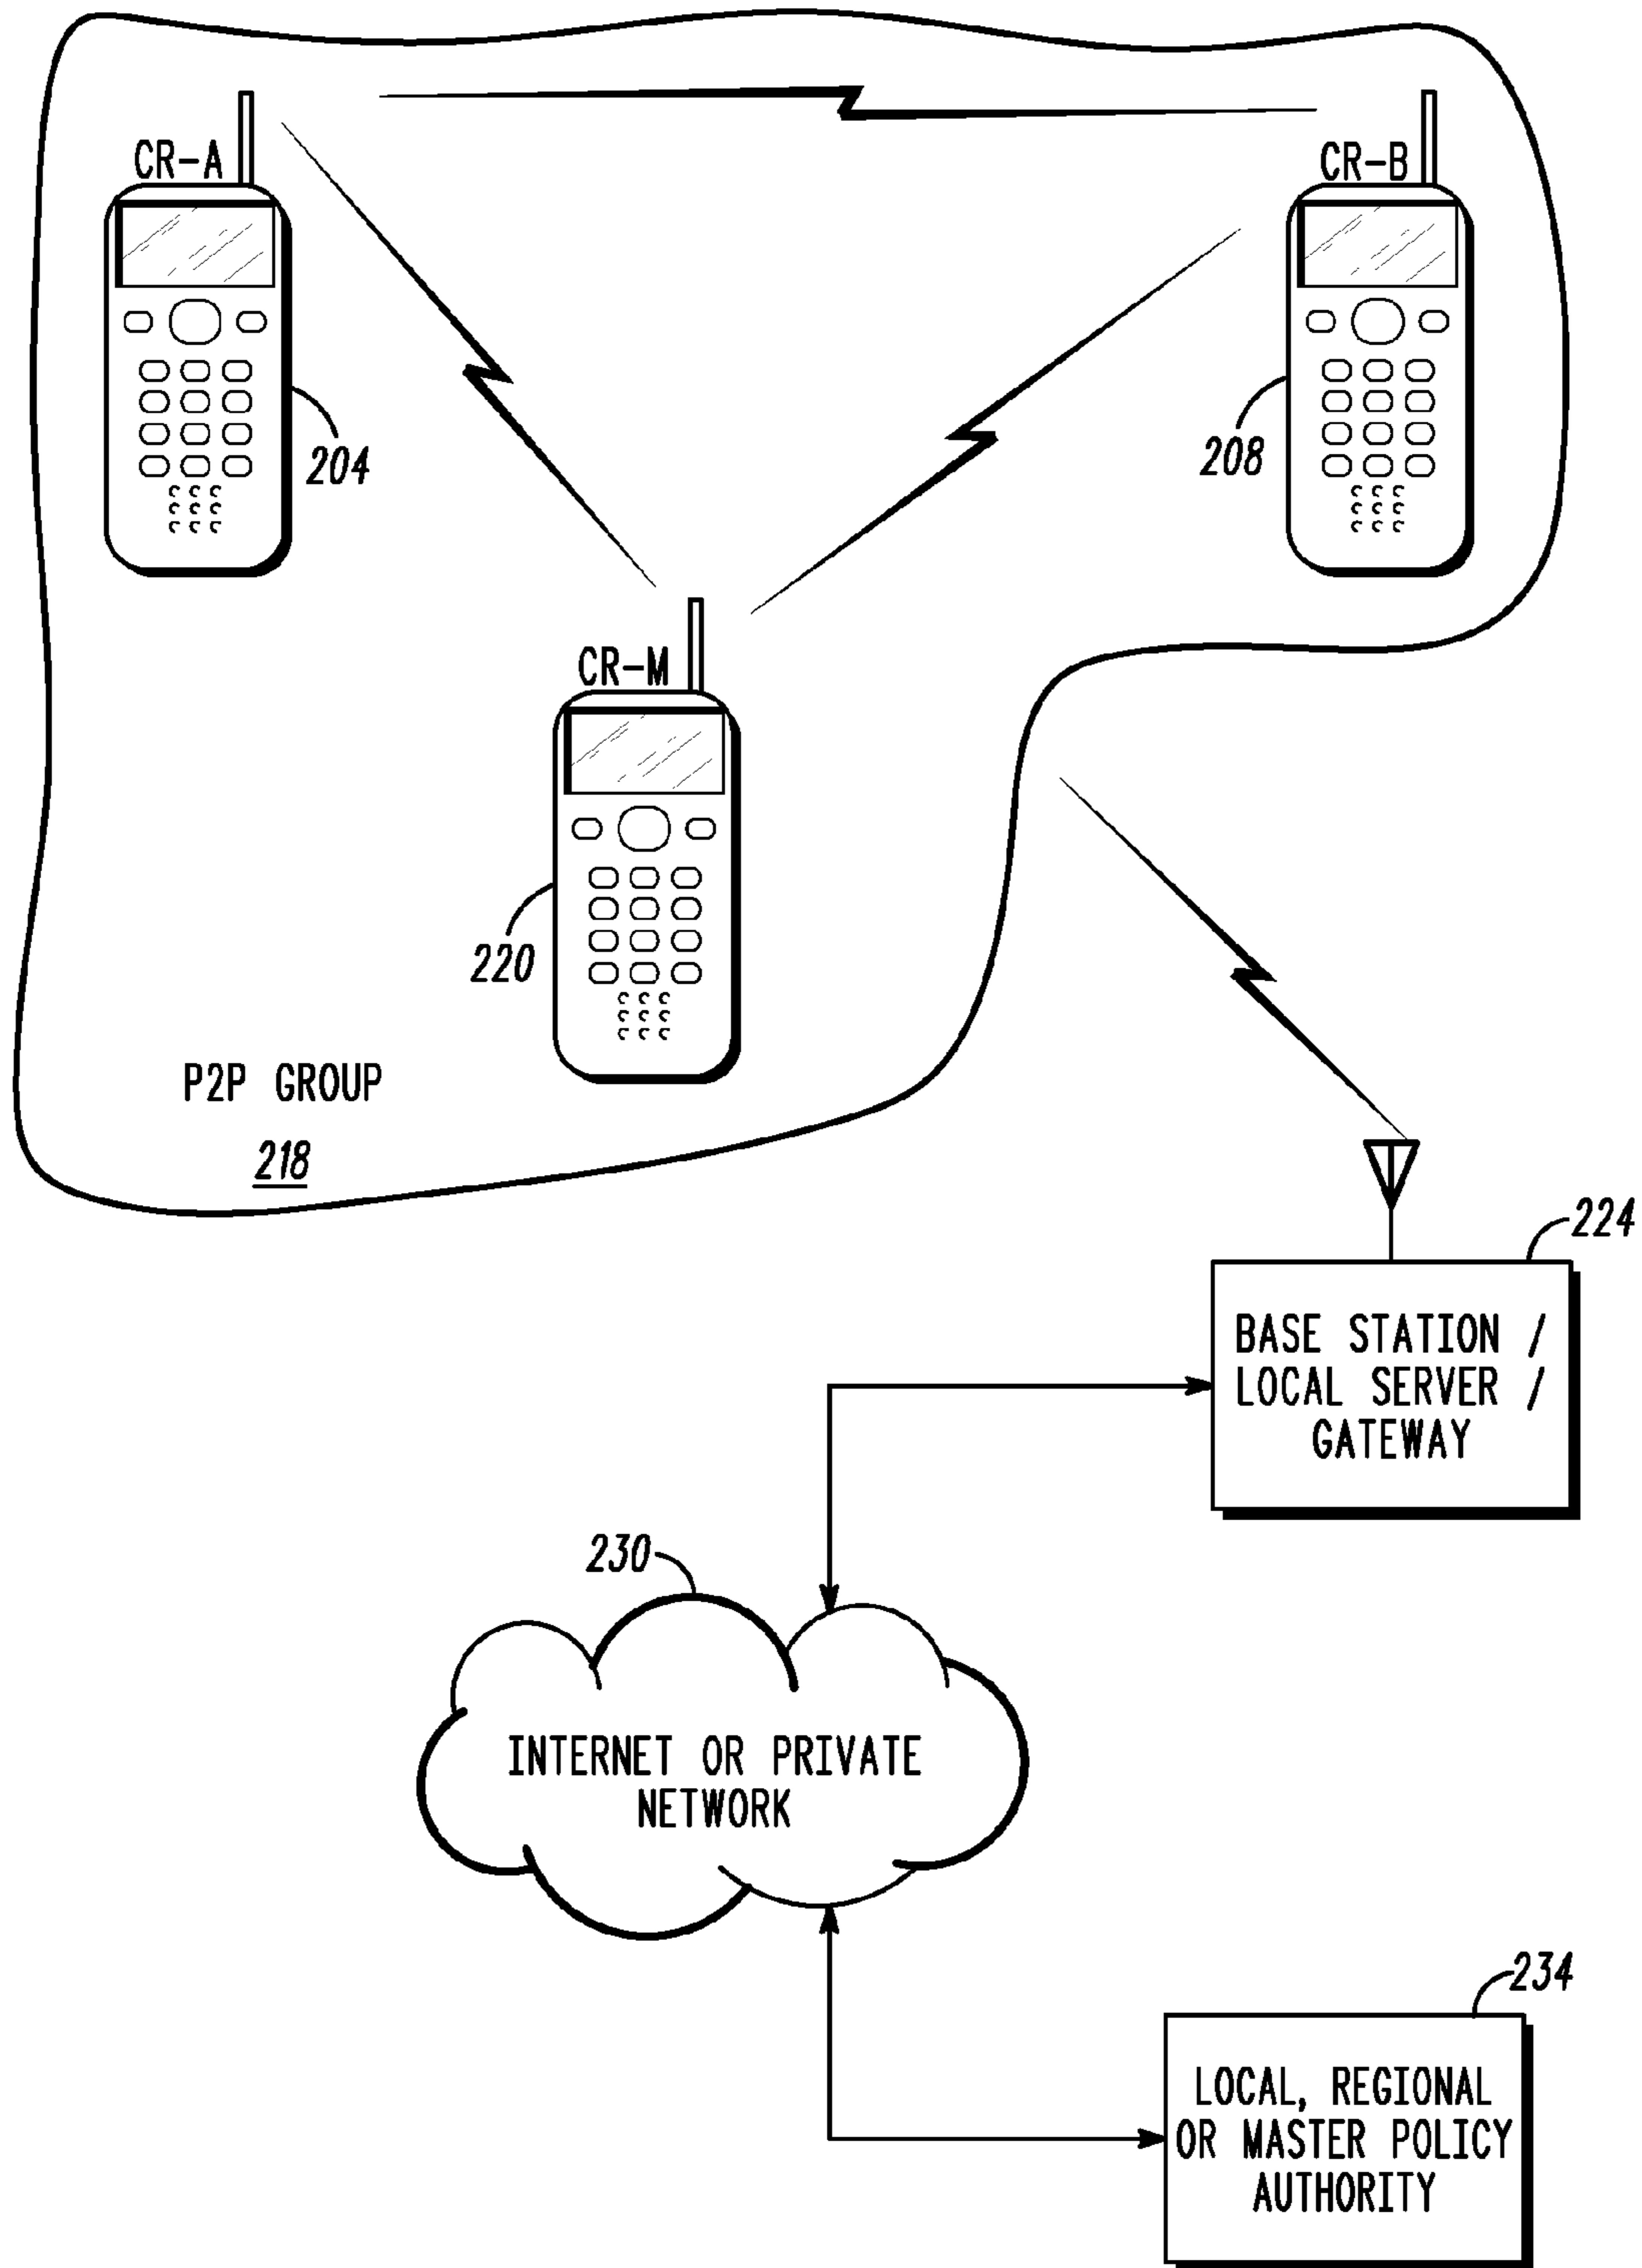 CR-A
CR-B
204
208
CR-M
220
P2P GROUP
218
224
BASE STATION /
LOCAL SERVER /
GATEWAY
230
INTERNET OR PRIVATE
NETWORK
234
LOCAL, REGIONAL
OR MASTER POLICY
AUTHORITY